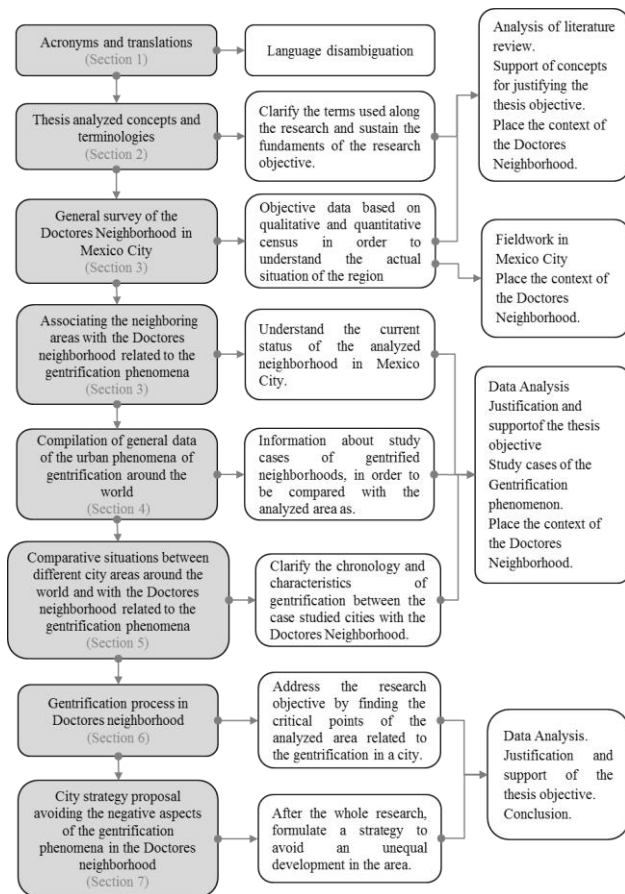 Acronyms and translations
(Section 1)
Language disambiguation
Analysis of literature
review.
Support of concepts
for justifying the
thesis objective.
Place the context of
the Doctores
Neighborhood.
Thesis analyzed concepts and
terminologies
(Section 2)
Clarify the terms used along
the research and sustain the
fundaments of the research
objective.
General survey of the
Doctores Neighborhood in
Mexico City
(Section 3)
Objective data based on
qualitative and quantitative
census in order to
understand the actual
situation of the region
Fieldwork in
Mexico City
Place the context of
the Doctores
Neighborhood.
Associating the neighboring
areas with the Doctores
neighborhood related to the
gentrification phenomena
(Section 3)
Understand the current
status of the analyzed
neighborhood in Mexico
City.
Data Analysis
Justification and
supportof the thesis
objective
Study cases of the
Gentrification
phenomenon.
Place the context of
the Doctores
Neighborhood.
Compilation of general data
of the urban phenomena of
gentrification around the
world
(Section 4)
Information about study
cases of gentrified
neighborhoods, in order to
be compared with the
analyzed area as.
Comparative situations between
different city areas around the
world and with the Doctores
neighborhood related to the
gentrification phenomena
(Section 5)
Clarify the chronology and
characteristics of
gentrification between the
case studied cities with the
Doctores Neighborhood.
Gentrification process in
Doctores neighborhood
(Section 6)
Address the research
objective by finding the
critical points of the
analyzed area related to
the gentrification in a city.
Data Analysis.
Justification and
support of the
thesis objective.
Conclusion.
City strategy proposal
avoiding the negative aspects
of the gentrification
phenomena in the Doctores
neighborhood
(Section 7)
After the whole research,
formulate a strategy to
avoid an unequal
development in the area.